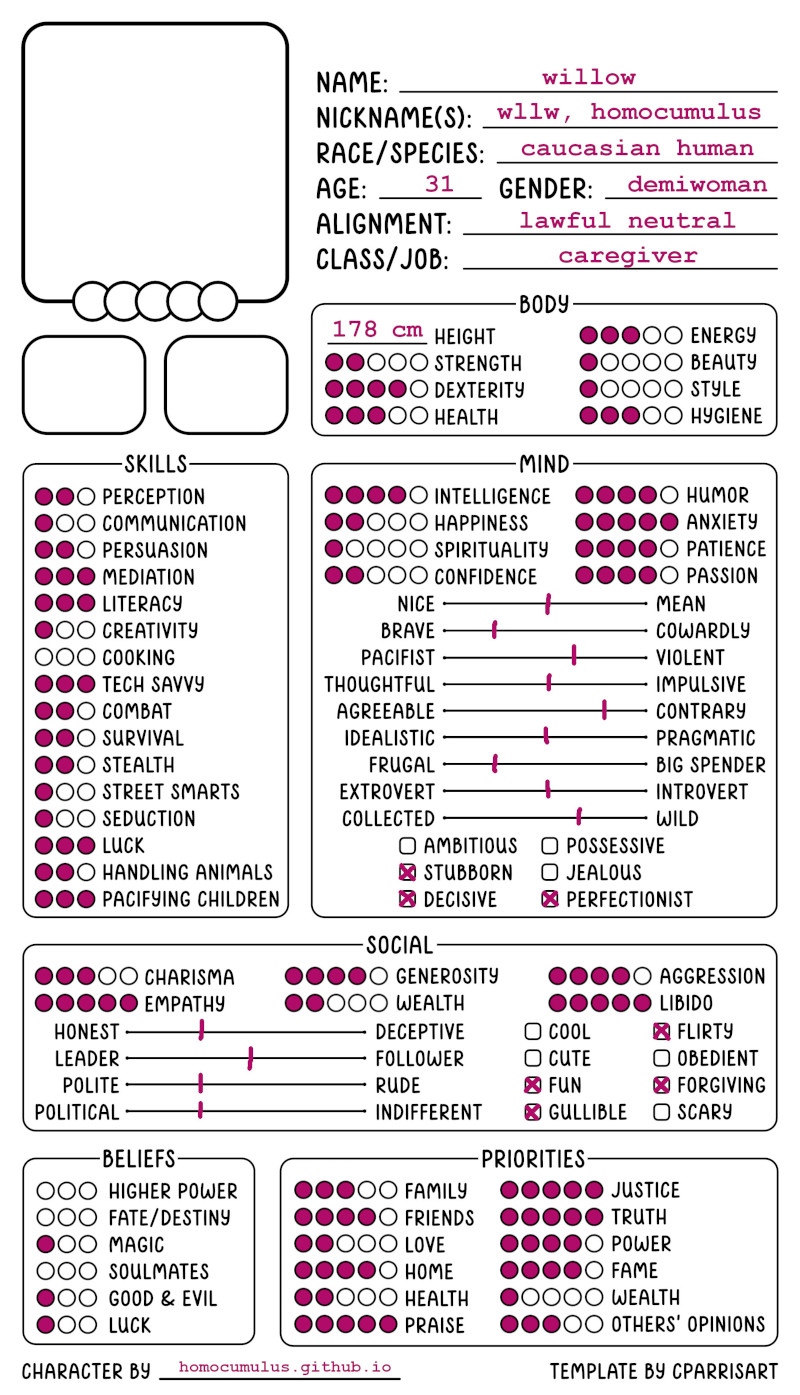 NAME: willow
NICKNAME(S): wllw, homocumulus
RACE/SPECIES: caucasian human
AGE: 31 GENDER: demiwoman
ALIGNMENT: lawful neutral
CLASS/JOB: caregiver
BODY
178 cm HEIGHT ENERGY
STRENGTH BEAUTY
DEXTERITY STYLE
HEALTH HYGIENE
SKILLS
PERCEPTION
COMMUNICATION
PERSUASION
MEDIATION
LITERACY
CREATIVITY
COOKING
TECH SAVVY
COMBAT
SURVIVAL
STEALTH
STREET SMARTS
SEDUCTION
LUCK
HANDLING ANIMALS
PACIFYING CHILDREN
MIND
INTELLIGENCE HUMOR
HAPPINESS ANXIETY
SPIRITUALITY PATIENCE
CONFIDENCE PASSION
NICE MEAN
BRAVE COWARDLY
PACIFIST VIOLENT
THOUGHTFUL IMPULSIVE
AGREEABLE CONTRARY
IDEALISTIC PRAGMATIC
FRUGAL BIG SPENDER
EXTROVERT INTROVERT
COLLECTED WILD
AMBITIOUS POSSESSIVE
STUBBORN JEALOUS
DECISIVE PERFECTIONIST
SOCIAL
CHARISMA GENEROSITY AGGRESSION
EMPATHY WEALTH LIBIDO
HONEST DECEPTIVE COOL FLIRTY
LEADER FOLLOWER CUTE OBEDIENT
POLITE RUDE FUN FORGIVING
POLITICAL INDIFFERENT GULLIBLE SCARY
BELIEFS
HIGHER POWER
FATE/DESTINY
MAGIC
SOULMATES
GOOD & EVIL
LUCK
PRIORITIES
FAMILY JUSTICE
FRIENDS TRUTH
LOVE POWER
HOME FAME
HEALTH WEALTH
PRAISE OTHERS' OPINIONS
CHARACTER BY homocumulus.github.io TEMPLATE BY CPARRISART